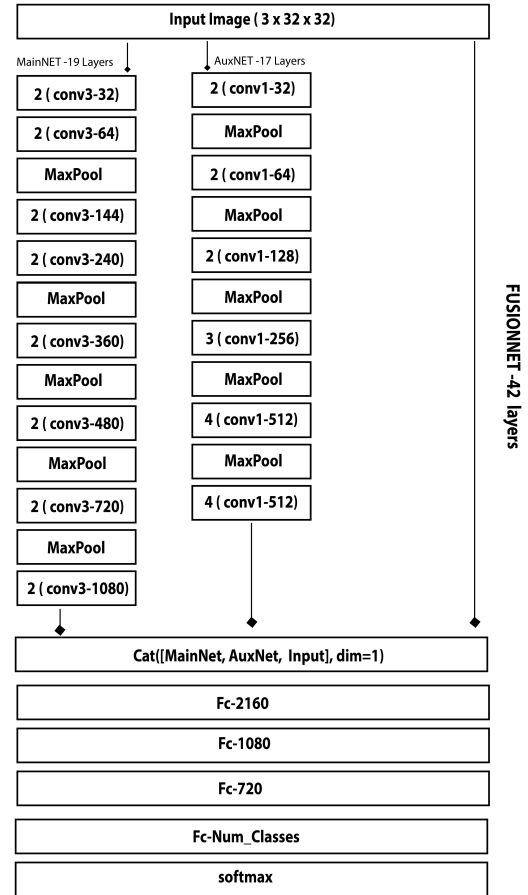 Input Image ( 3 x 32 x 32)
MainNET -19 Layers
2 ( conv3-32)
2 ( conv3-64)
MaxPool
2 ( conv3-144)
2 ( conv3-240)
MaxPool
2 ( conv3-360)
MaxPool
2 ( conv3-480)
MaxPool
2 ( conv3-720)
MaxPool
2 ( conv3-1080)
AuxNET -17 Layers
2 ( conv1-32)
MaxPool
2 ( conv1-64)
MaxPool
2 ( conv1-128)
MaxPool
3 ( conv1-256)
MaxPool
4 ( conv1-512)
MaxPool
4 ( conv1-512)
FUSIONNET -42 layers
Cat([MainNet, AuxNet, Input], dim=1)
Fc-2160
Fc-1080
Fc-720
Fc-Num_Classes
softmax